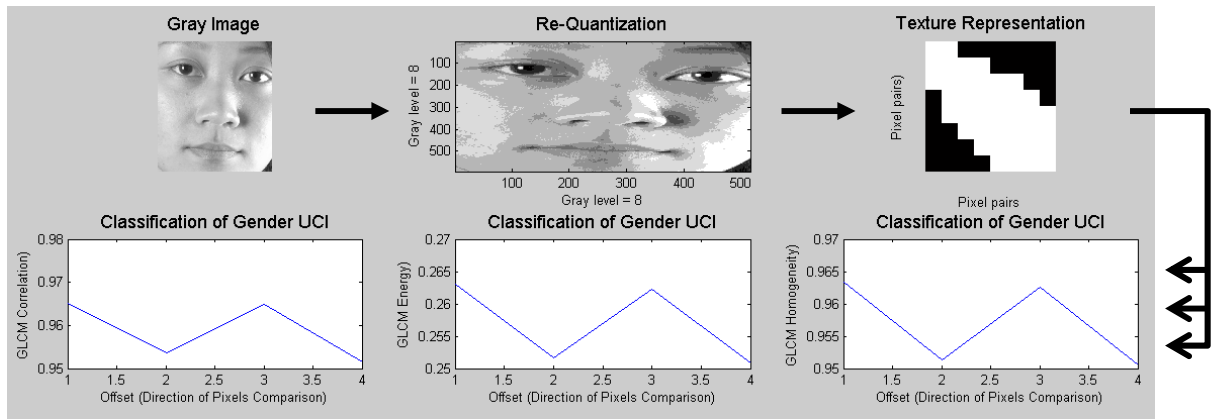 Gray Image
Re-Quantization
Texture Representation
Gray level = 8
100
200
300
400
500
100 200 300 400 500
Gray level = 8
Pixel pairs)
Pixel pairs
Classification of Gender UCI
GLCM Correlation)
0.98
0.97
0.96
0.95
1 1.5 2 2.5 3 3.5 4
Offset (Direction of Pixels Comparison)
Classification of Gender UCI
GLCM Energy)
0.27
0.265
0.26
0.255
0.25
1 1.5 2 2.5 3 3.5 4
Offset (Direction of Pixels Comparison)
Classification of Gender UCI
GLCM Homogeneity)
0.97
0.965
0.96
0.955
0.95
1 1.5 2 2.5 3 3.5 4
Offset (Direction of Pixels Comparison)